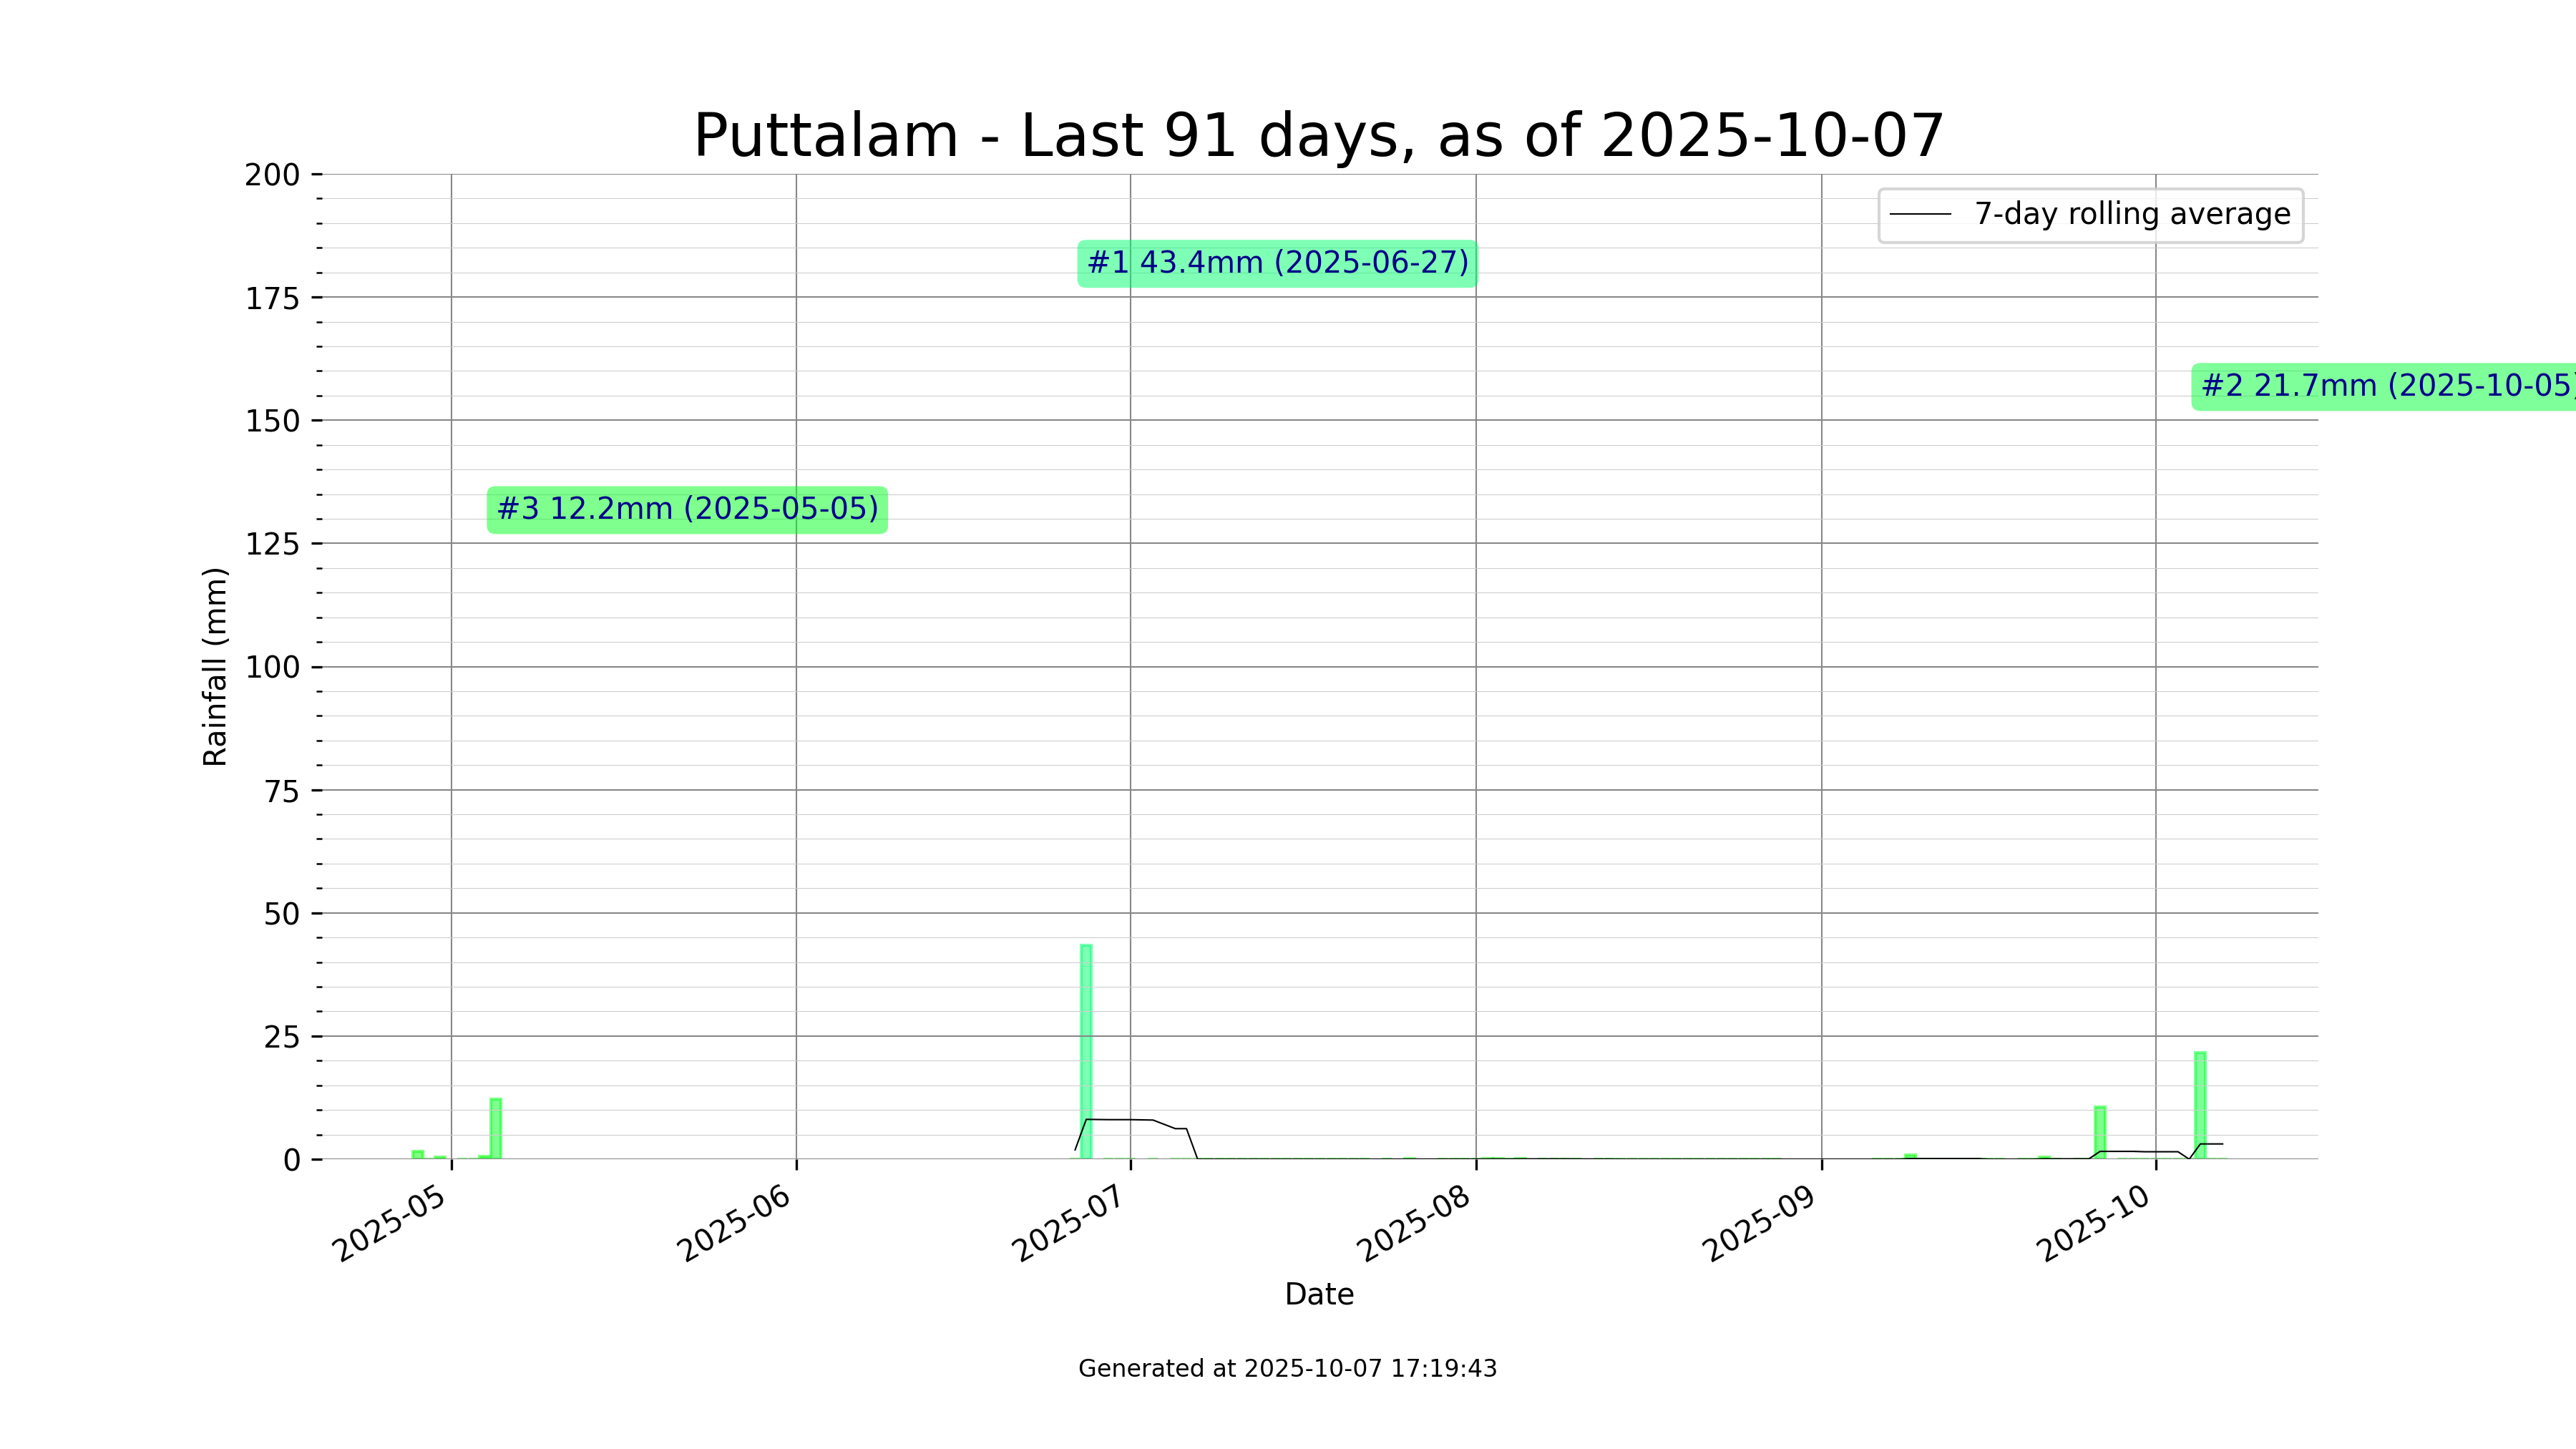 Puttalam - Last 91 days, as of 2025-10-07
7-day rolling average
#1 43.4mm (2025-06-27)
#2 21.7mm (2025-10-05)
#3 12.2mm (2025-05-05)
Rainfall (mm)
200
175
150
125
100
75
50
25
0
2025-05
2025-06
2025-07
2025-08
2025-09
2025-10
Date
Generated at 2025-10-07 17:19:43